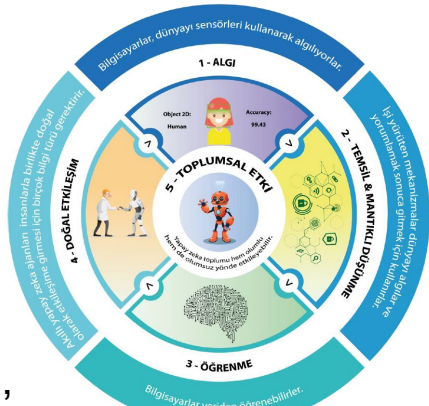 Bilgisayarlar, dünyayı sensörleri kullanarak algılıyorlar.
1 - ALGI
Object 2D:
Human
Accuracy:
99.43
2 - TEMSİL & MANTIKLI DÜŞÜNME
İşi yürüten mekanizmalar dünyayı algılar ve
yorumlamak sonuca girmek için kullanırlar.
5 - TOPLUMSAL ETKİ
Yapay zeka toplumu hem olumlu
hem de olumsuz yönde etkileyebilir.
3 - ÖĞRENME
Bilgisayarlar veriden öğrenebilirler.
4 - DOĞAL ETKİLEŞİM
Akıllı yapay zeka ajanları insanlarla birlikte doğal
olarak etkileşime girmesi için birçok bilgi türü gerektirir.
,